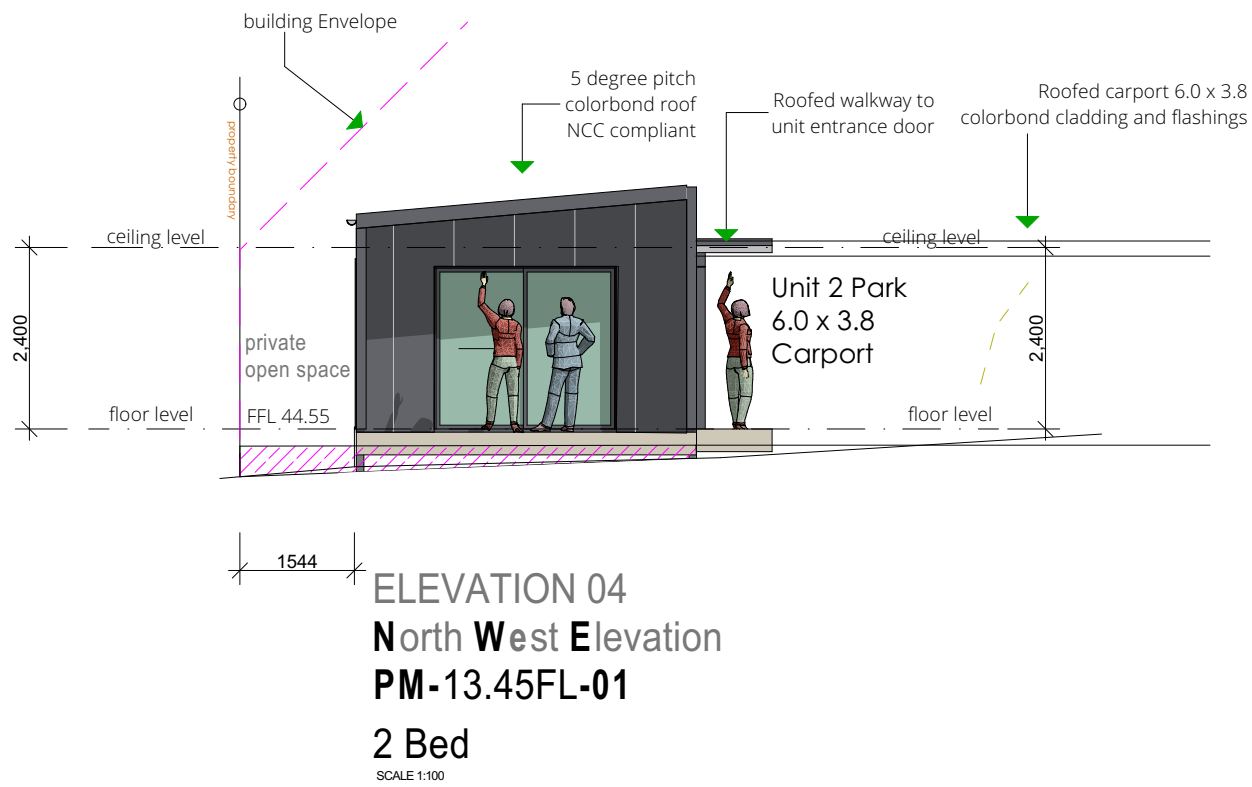 building Envelope
5 degree pitch
colorbond roof
NCC compliant
Roofed walkway to
unit entrance door
Roofed carport 6.0 x 3.8
colorbond cladding and flashings
property boundary
ceiling level
ceiling level
2,400
private
open space
Unit 2 Park
6.0 x 3.8
Carport
2,400
floor level
FFL 44.55
floor level
1544
ELEVATION 04
North West Elevation
PM-13.45FL-01
2 Bed
SCALE 1:100